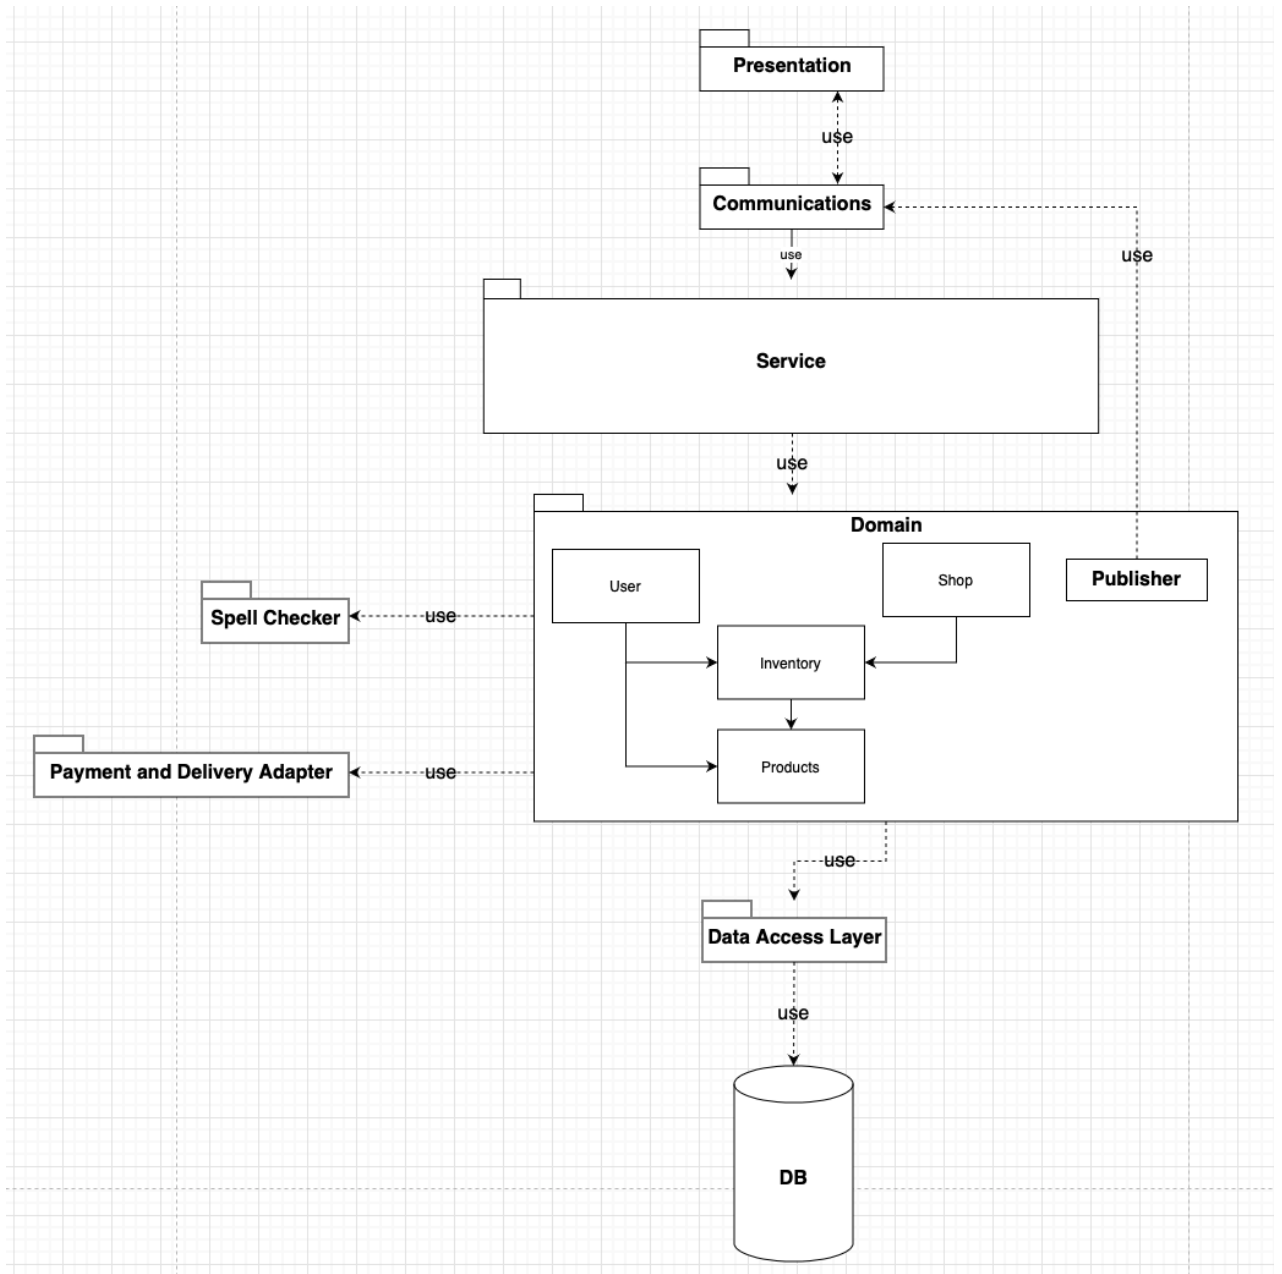 Presentation
use
Communications
use
use
Service
use
Domain
User
Shop
Publisher
Spell Checker
use
Inventory
Payment and Delivery Adapter
use
Products
use
Data Access Layer
use
DB